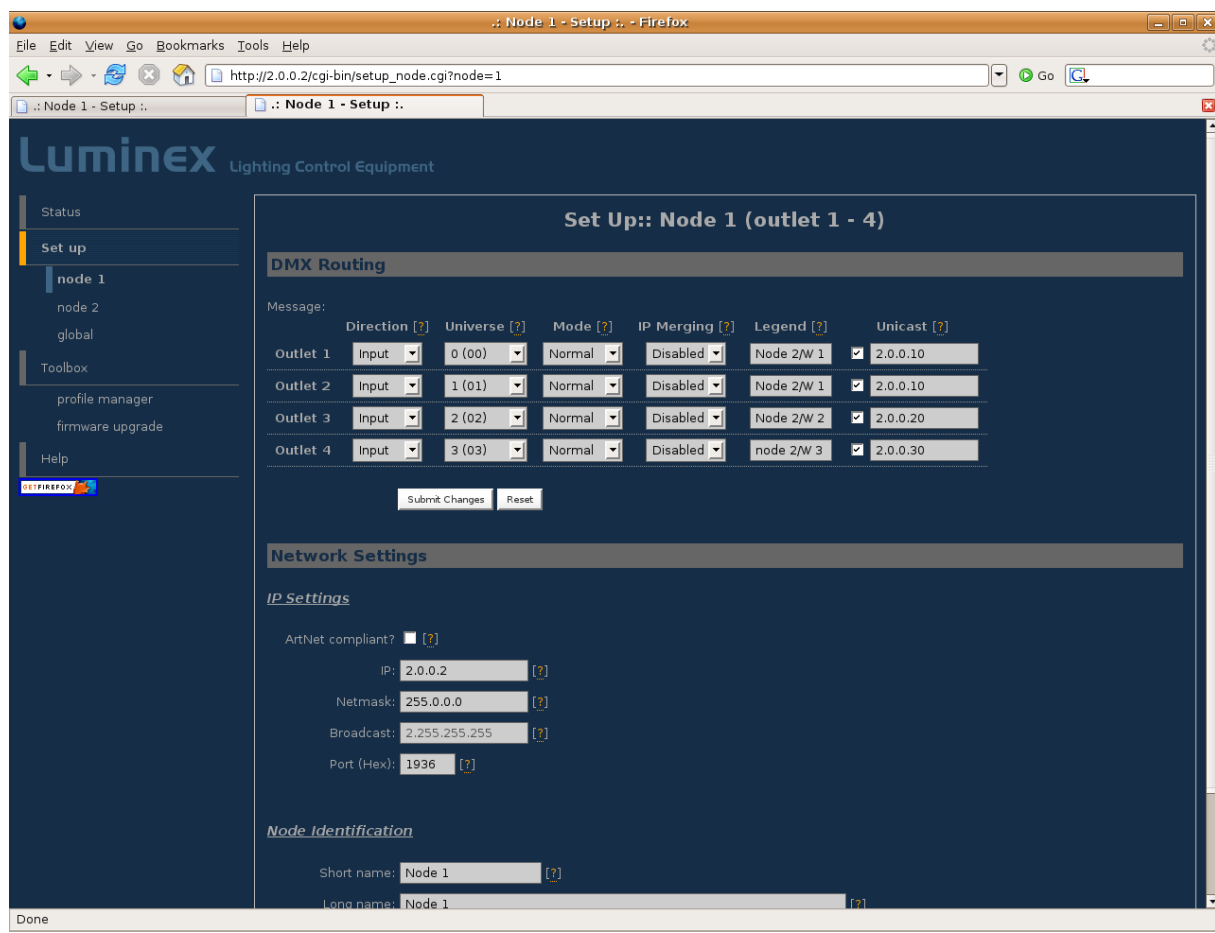 .: Node 1 - Setup :. - Firefox
File Edit View Go Bookmarks Tools Help
http://2.0.0.2/cgi-bin/setup_node.cgi?node=1 Go G
.: Node 1 - Setup :. .: Node 1 - Setup :.
Luminex Lighting Control Equipment
Status
Set up
node 1
node 2
global
Toolbox
profile manager
firmware upgrade
Help
GETFIREFOX
Set Up:: Node 1 (outlet 1 - 4)
DMX Routing
Message:
Direction [?] Universe [?] Mode [?] IP Merging [?] Legend [?] Unicast [?]
Outlet 1 Input 0 (00) Normal Disabled Node 2/W 1 2.0.0.10
Outlet 2 Input 1 (01) Normal Disabled Node 2/W 1 2.0.0.10
Outlet 3 Input 2 (02) Normal Disabled Node 2/W 2 2.0.0.20
Outlet 4 Input 3 (03) Normal Disabled node 2/W 3 2.0.0.30
Submit Changes Reset
Network Settings
IP Settings
ArtNet compliant? [?]
IP: 2.0.0.2 [?]
Netmask: 255.0.0.0 [?]
Broadcast: 2.255.255.255 [?]
Port (Hex): 1936 [?]
Node Identification
Short name: Node 1 [?]
Long name: Node 1 [?]
Done